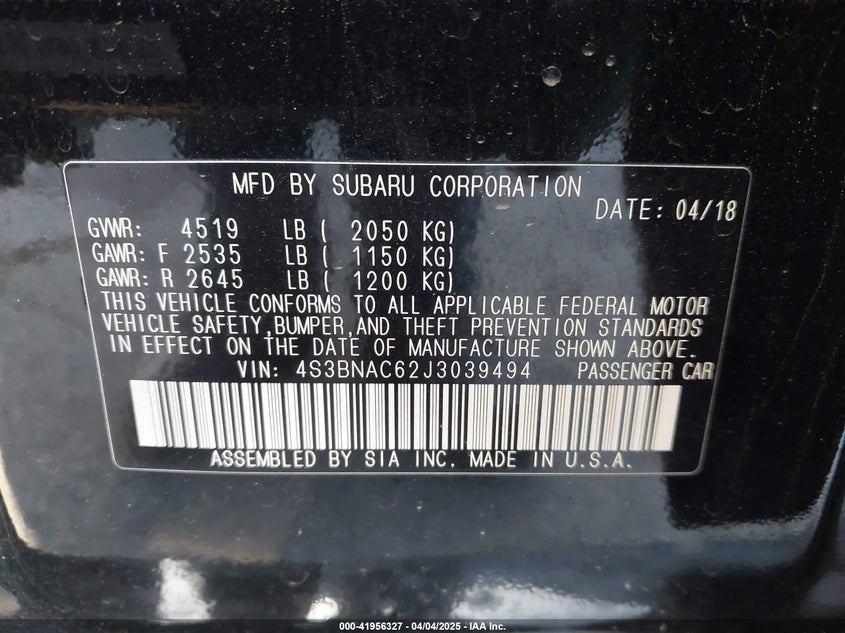 MFD BY SUBARU CORPORATION
DATE: 04/18
GVWR: 4519 LB ( 2050 KG)
GAWR: F 2535 LB ( 1150 KG)
GAWR: R 2645 LB ( 1200 KG)
THIS VEHICLE CONFORMS TO ALL APPLICABLE FEDERAL MOTOR
VEHICLE SAFETY,BUMPER,AND THEFT PREVENTION STANDARDS
IN EFFECT ON THE DATE OF MANUFACTURE SHOWN ABOVE.
VIN: 4S3BNAC62J3039494 PASSENGER CAR
ASSEMBLED BY SIA INC. MADE IN U.S.A.
000-41956327 - 04/04/2025 - IAA Inc.